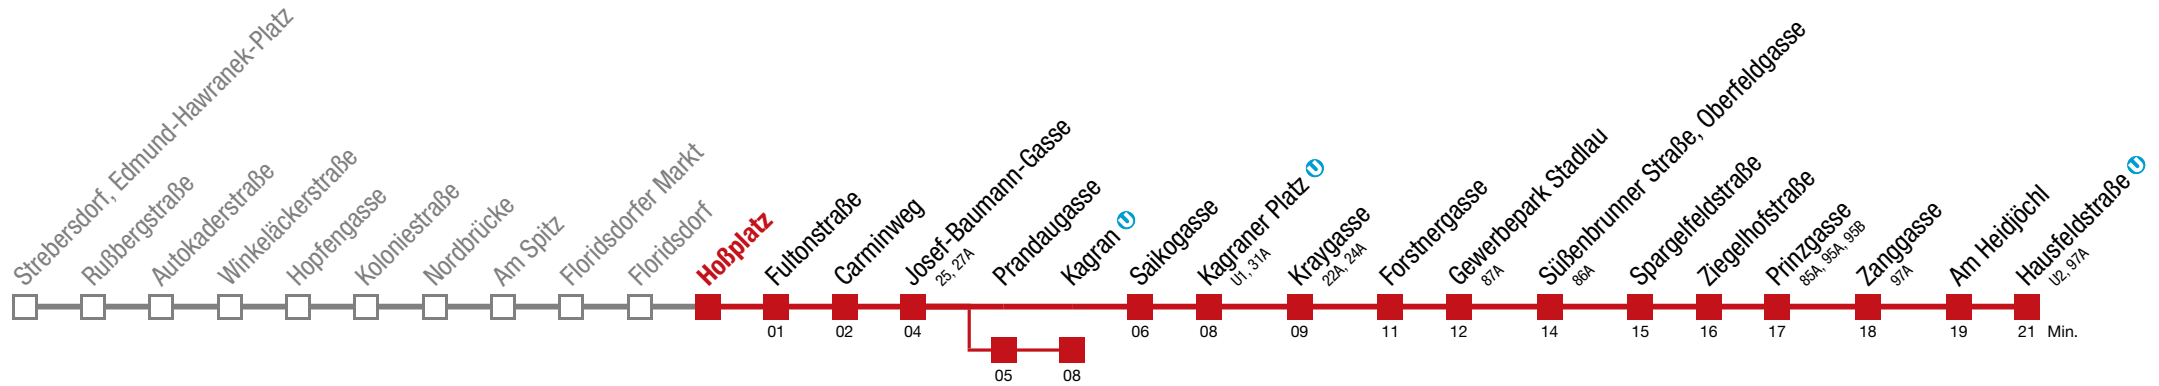 Strebersdorf, Edmund-Hawranek-Platz
Rußbergstraße
Autokaderstraße
Winkeläckerstraße
Hopfengasse
Koloniestraße
Nordbrücke
Am Spitz
Floridsdorfer Markt
Floridsdorf
Hoßplatz
Fultonstraße
Carminweg
Josef-Baumann-Gasse
25, 27A
Prandaugasse
Kagran U
Saikogasse
Kagraner Platz U
U1, 31A
Kraygasse
22A, 24A
Forstnergasse
Gewerbepark Stadlau
87A
Süßenbrunner Straße, Oberfeldgasse
86A
Spargelfeldstraße
Ziegelhofstraße
Prinzgasse
85A, 95A, 95B
Zanggasse
97A
Am Heidjöchl
Hausfeldstraße U
U2, 97A
01 02 04 06 08 09 11 12 14 15 16 17 18 19 21 Min.
05 08